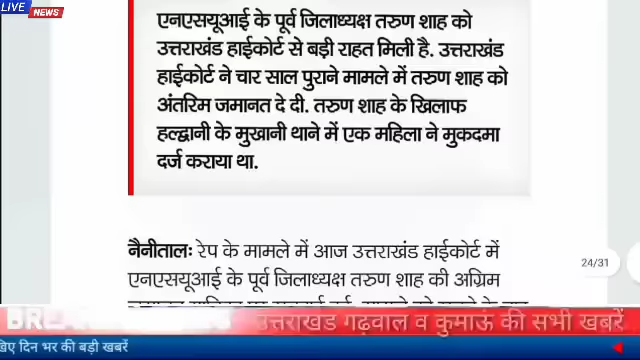 LIVE
NEWS
एनएसयूआई के पूर्व जिलाध्यक्ष तरुण शाह को
उत्तराखंड हाईकोर्ट से बड़ी राहत मिली है. उत्तराखंड
हाईकोर्ट ने चार साल पुराने मामले में तरुण शाह को
अंतरिम जमानत दे दी. तरुण शाह के खिलाफ
हल्द्वानी के मुखानी थाने में एक महिला ने मुकदमा
दर्ज कराया था.
नैनीतालः रेप के मामले में आज उत्तराखंड हाईकोर्ट में
एनएसयूआई के पूर्व जिलाध्यक्ष तरुण शाह की अग्रिम
24/31
उत्तराखंड गढ़वाल व कुमाऊं की सभी खबरें
दिन भर की बड़ी खबरें